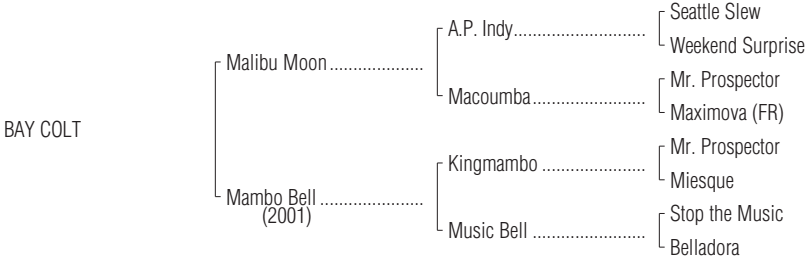 Seattle Slew
A.P. Indy..............................
Weekend Surprise
Malibu Moon.....................
Mr. Prospector
Macoumba.........................
Maximova (FR)
BAY COLT
Mr. Prospector
Kingmambo .......................
Miesque
Mambo Bell.......................
(2001)
Stop the Music
Music Bell .........................
Belladora